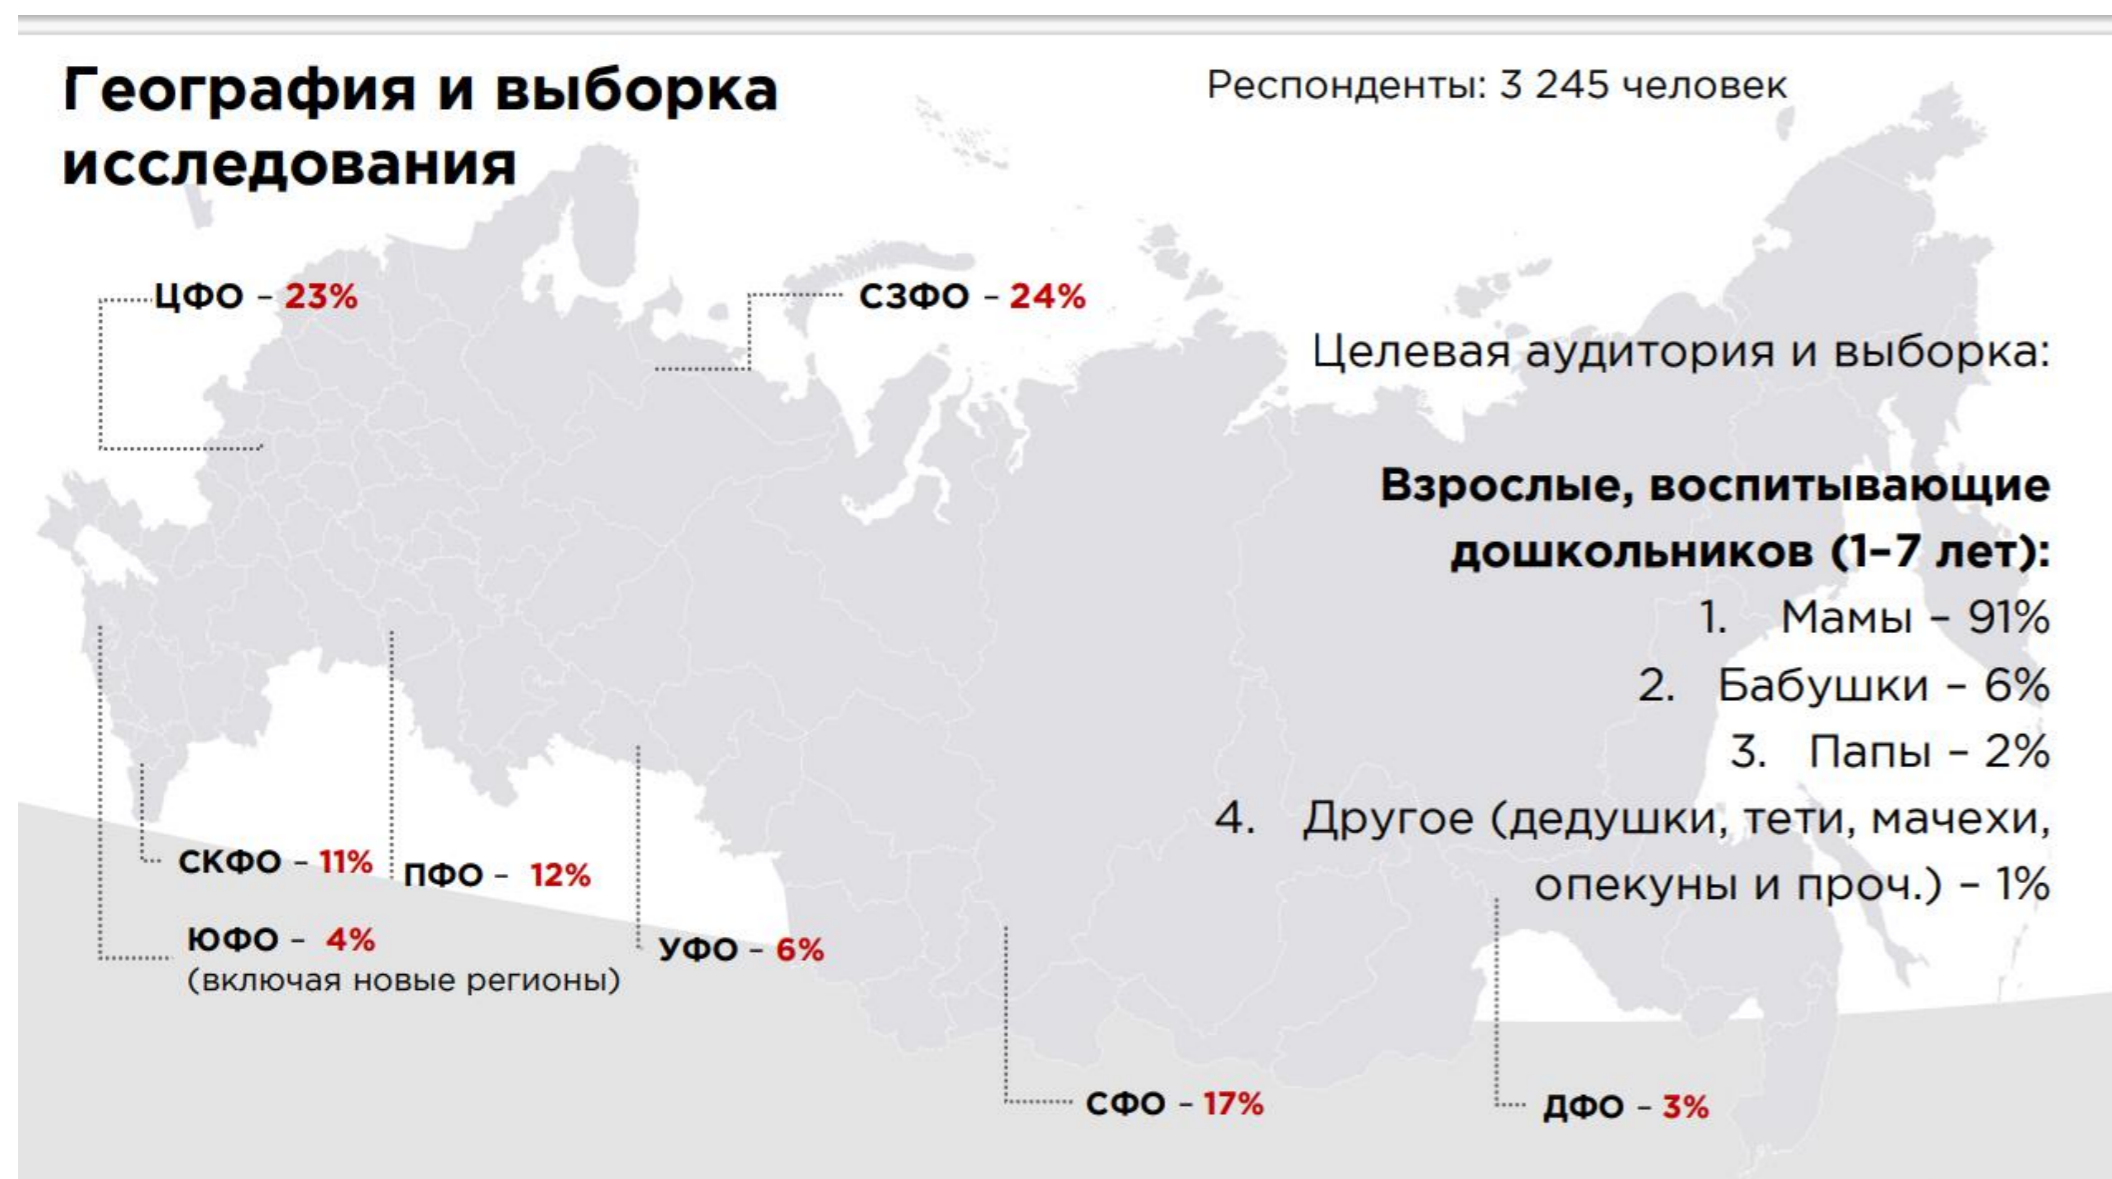 География и выборка
исследования
Респонденты: 3 245 человек
ЦФО – 23%
СЗФО – 24%
Целевая аудитория и выборка:
Взрослые, воспитывающие
дошкольников (1–7 лет):
1. Мамы – 91%
2. Бабушки – 6%
3. Папы – 2%
4. Другое (дедушки, тети, мачехи,
опекуны и проч.) – 1%
СКФО – 11%
ПФО – 12%
ЮФО – 4%
(включая новые регионы)
УФО – 6%
СФО – 17%
ДФО – 3%